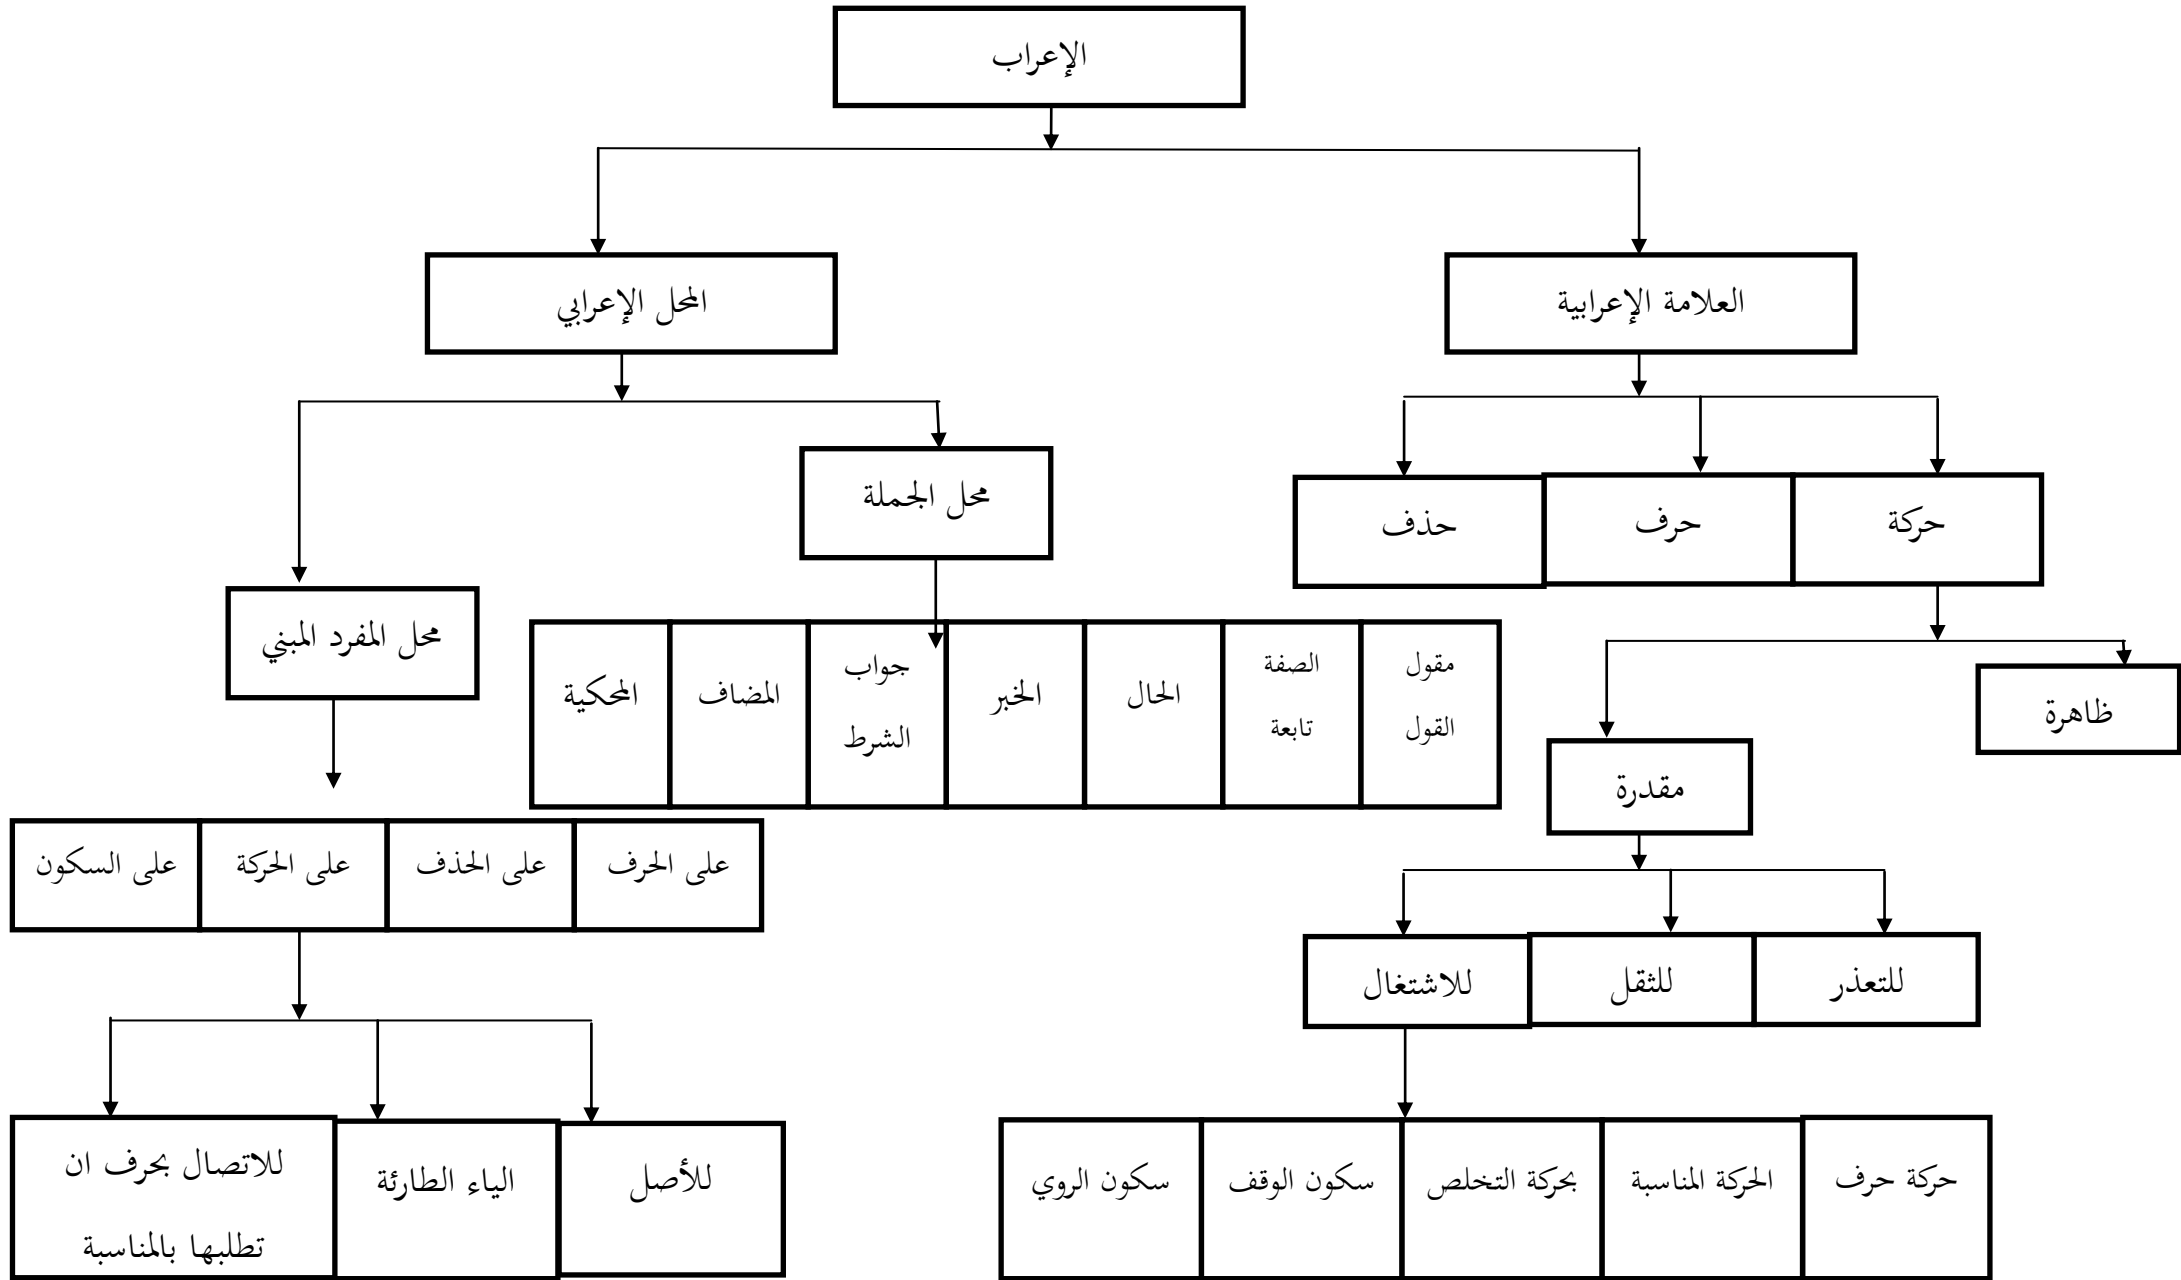 الإعراب
العلامة الإعرابية
المحل الإعرابي
حركة
حرف
حذف
محل الجملة
محل المفرد المبني
ظاهرة
مقدرة
مقول
القول
الصفة
تابعة
الحال
الخبر
جواب
الشرط
المضاف
المحكية
على الحرف
على الحذف
على الحركة
على السكون
للتعذر
للثقل
للاشتغال
حركة حرف
الحركة المناسبة
بحركة التخلص
سكون الوقف
سكون الروي
للأصل
الياء الطارئة
للاتصال بحرف ان
تطلبها بالمناسبة